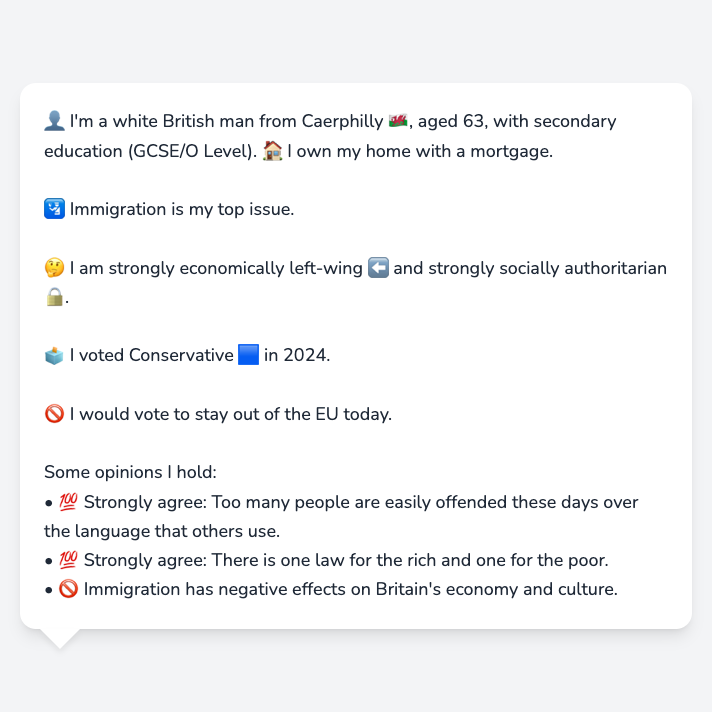 👤 I'm a white British man from Caerphilly 🏴󠁧󠁢󠁷󠁬󠁳󠁿, aged 63, with secondary
education (GCSE/O Level). 🏠 I own my home with a mortgage.
🛂 Immigration is my top issue.
🤔 I am strongly economically left-wing ⬅️ and strongly socially authoritarian
🔒.
🗳️ I voted Conservative 🟦 in 2024.
🚫 I would vote to stay out of the EU today.
Some opinions I hold:
• 💯 Strongly agree: Too many people are easily offended these days over
the language that others use.
• 💯 Strongly agree: There is one law for the rich and one for the poor.
• 🚫 Immigration has negative effects on Britain's economy and culture.